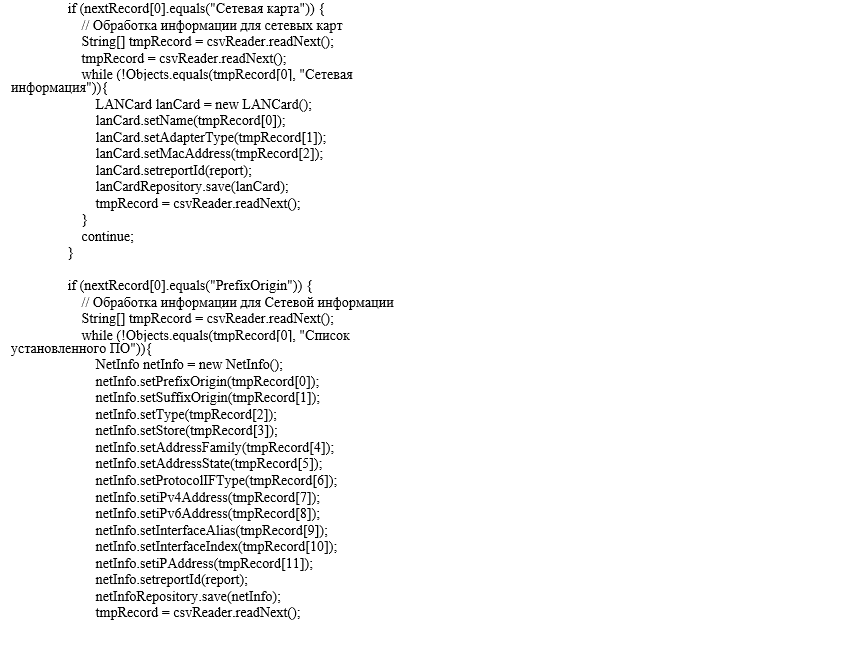 if (nextRecord[0].equals("Сетевая карта")) {
// Обработка информации для сетевых карт
String[] tmpRecord = csvReader.readNext();
tmpRecord = csvReader.readNext();
while (!Objects.equals(tmpRecord[0], "Сетевая
информация")){
LANCard lanCard = new LANCard();
lanCard.setName(tmpRecord[0]);
lanCard.setAdapterType(tmpRecord[1]);
lanCard.setMacAddress(tmpRecord[2]);
lanCard.setreportId(report);
lanCardRepository.save(lanCard);
tmpRecord = csvReader.readNext();
}
continue;
}
if (nextRecord[0].equals("PrefixOrigin")) {
// Обработка информации для Сетевой информации
String[] tmpRecord = csvReader.readNext();
while (!Objects.equals(tmpRecord[0], "Список
установленного ПО")){
NetInfo netInfo = new NetInfo();
netInfo.setPrefixOrigin(tmpRecord[0]);
netInfo.setSuffixOrigin(tmpRecord[1]);
netInfo.setType(tmpRecord[2]);
netInfo.setStore(tmpRecord[3]);
netInfo.setAddressFamily(tmpRecord[4]);
netInfo.setAddressState(tmpRecord[5]);
netInfo.setProtocolIFType(tmpRecord[6]);
netInfo.setiPv4Address(tmpRecord[7]);
netInfo.setiPv6Address(tmpRecord[8]);
netInfo.setInterfaceAlias(tmpRecord[9]);
netInfo.setInterfaceIndex(tmpRecord[10]);
netInfo.setiPAddress(tmpRecord[11]);
netInfo.setreportId(report);
netInfoRepository.save(netInfo);
tmpRecord = csvReader.readNext();